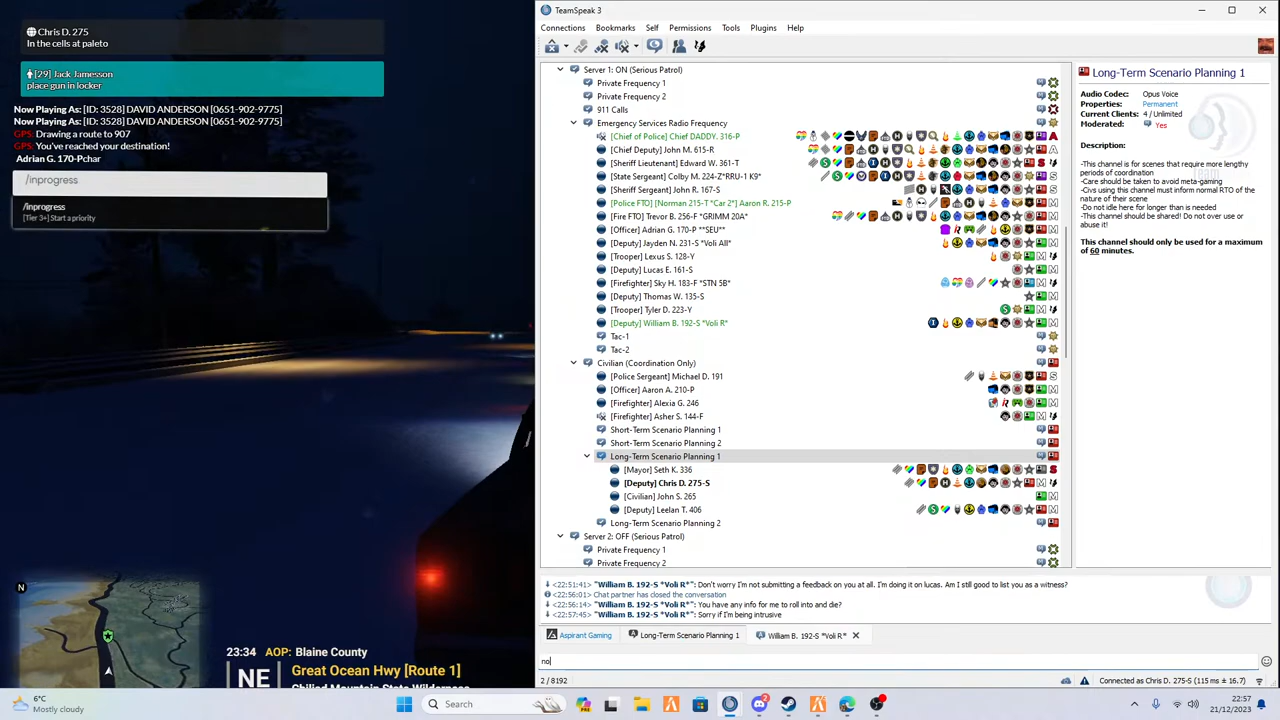 Chris D. 275
In the cells at paleto
[29] Jack Jamesson
place gun in locker
Now Playing As: [ID: 3528] DAVID ANDERSON [0651-902-9775]
Now Playing As: [ID: 3528] DAVID ANDERSON [0651-902-9775]
GPS: Drawing a route to 907
GPS: You've reached your destination!
Adrian G. 170-Pchar
/inprogress
/inprogress
[Tier 3+] Start a priority
N
23:34 AOP: Blaine County
NE
Great Ocean Hwy [Route 1]
TeamSpeak 3
Connections Bookmarks Self Permissions Tools Plugins Help
Server 1: ON (Serious Patrol)
Private Frequency 1
Private Frequency 2
911 Calls
Emergency Services Radio Frequency
[Chief of Police] Chief DADDY. 316-P
[Chief Deputy] John M. 615-R
[Sheriff Lieutenant] Edward W. 361-T
[State Sergeant] Colby M. 224-Z*RRU-1 K9*
[Sheriff Sergeant] John R. 167-S
[Police FTO] [Norman 215-T *Car 2*] Aaron R. 215-P
[Fire FTO] Trevor B. 256-F *GRIMM 20A*
[Officer] Adrian G. 170-P **SEU**
[Deputy] Jayden N. 231-S *Voli All*
[Trooper] Lexus S. 128-Y
[Deputy] Lucas E. 161-S
[Firefighter] Sky H. 183-F *STN 5B*
[Deputy] Thomas W. 135-S
[Trooper] Tyler D. 223-Y
[Deputy] William B. 192-S *Voli R*
Tac-1
Tac-2
Civilian (Coordination Only)
[Police Sergeant] Michael D. 191
[Officer] Aaron A. 210-P
[Firefighter] Alexia G. 246
[Firefighter] Asher S. 144-F
Short-Term Scenario Planning 1
Short-Term Scenario Planning 2
Long-Term Scenario Planning 1
[Mayor] Seth K. 336
[Deputy] Chris D. 275-S
[Civilian] John S. 265
[Deputy] Leelan T. 406
Long-Term Scenario Planning 2
Server 2: OFF (Serious Patrol)
Private Frequency 1
Private Frequency 2
Long-Term Scenario Planning 1
Audio Codec: Opus Voice
Properties: Permanent
Current Clients: 4 / Unlimited
Moderated: Yes
Description:
-This channel is for scenes that require more lengthy
periods of coordination
-Care should be taken to avoid meta-gaming
-Civs using this channel must inform normal RTO of the
nature of their scene
-Do not idle here for longer than is needed
-This channel should be shared! Do not over use or
abuse it!
This channel should only be used for a maximum
of 60 minutes.
<22:51:41> "William B. 192-S *Voli R*": Don't worry I'm not submitting a feedback on you at all. I'm doing it on lucas. Am I still good to list you as a witness?
<22:56:01> Chat partner has closed the conversation
<22:56:14> "William B. 192-S *Voli R*": You have any info for me to roll into and die?
<22:57:45> "William B. 192-S *Voli R*": Sorry if I'm being intrusive
Aspirant Gaming Long-Term Scenario Planning 1 William B. 192-S *Voli R*
no
2 / 8192
Connected as Chris D. 275-S (115 ms ± 16.7)
6°C
Mostly cloudy
Search
2
22:57
21/12/2023